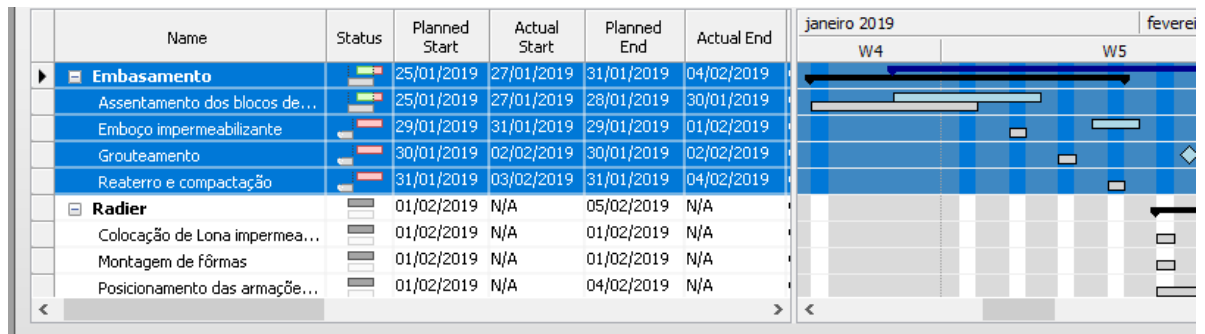 Name Status Planned Start Actual Start Planned End Actual End janeiro 2019 feverei
W4 W5
Embasamento 25/01/2019 27/01/2019 31/01/2019 04/02/2019
Assentamento dos blocos de... 25/01/2019 27/01/2019 28/01/2019 30/01/2019
Emboço impermeabilizante 29/01/2019 31/01/2019 29/01/2019 01/02/2019
Grouteamento 30/01/2019 02/02/2019 30/01/2019 02/02/2019
Reaterro e compactação 31/01/2019 03/02/2019 31/01/2019 04/02/2019
Radier 01/02/2019 N/A 05/02/2019 N/A
Colocação de Lona impermea... 01/02/2019 N/A 01/02/2019 N/A
Montagem de fôrmas 01/02/2019 N/A 01/02/2019 N/A
Posicionamento das armaçõe... 01/02/2019 N/A 04/02/2019 N/A